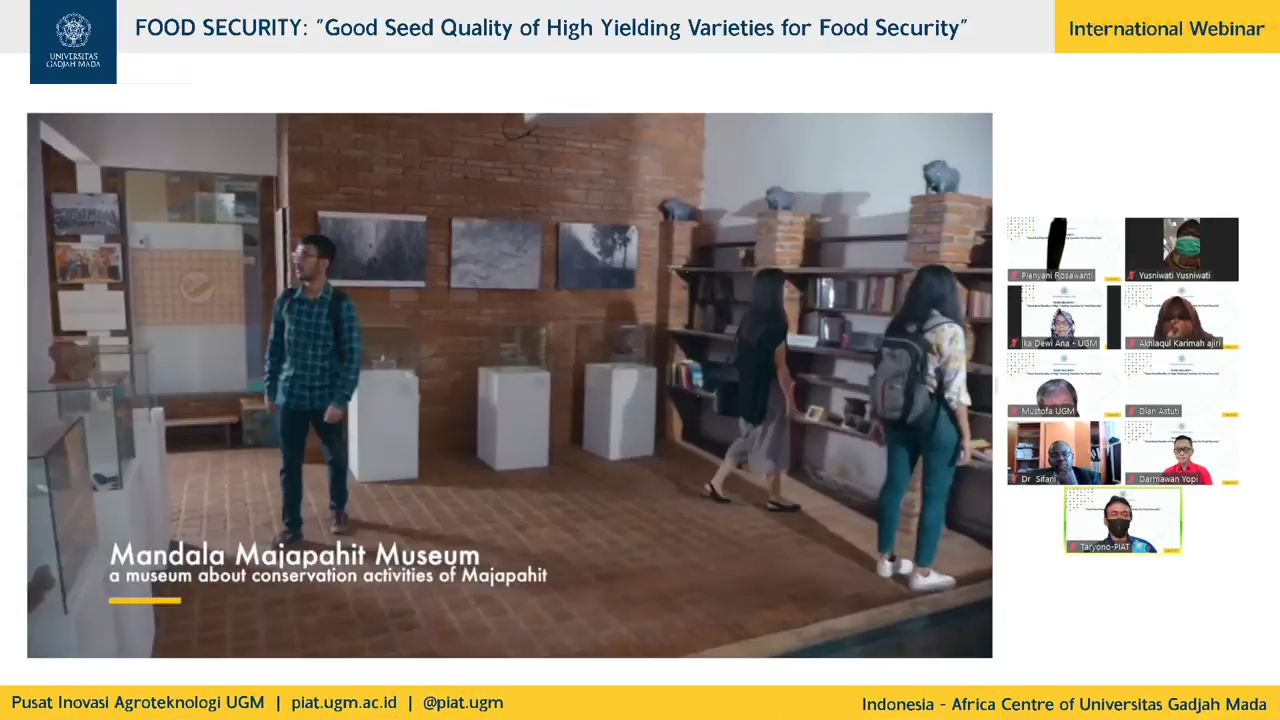 UNIVERSITAS
GADJAH MADA
FOOD SECURITY: "Good Seed Quality of High Yielding Varieties for Food Security"
International Webinar
Mandala Majapahit Museum
a museum about conservation activities of Majapahit
Pienyani Rosawanti
Yusniwati Yusniwati
Ika Dewi Ana - UGM
Akhlaqul Karimah ajiri
Mustofa UGM
Dian Astuti
Dr Sifani
Darmawan Yopi
Taryono-PIAT
Pusat Inovasi Agroteknologi UGM | piat.ugm.ac.id | @piat.ugm
Indonesia - Africa Centre of Universitas Gadjah Mada